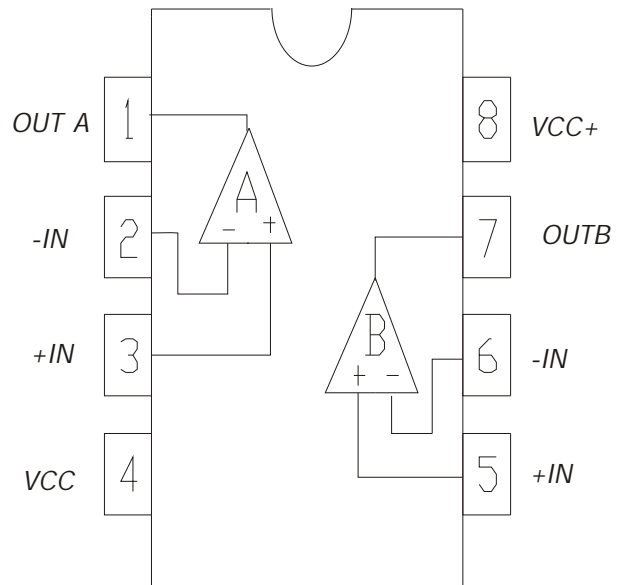 OUT A
1
8
VCC+
A
- +
-IN
2
7
OUTB
B
+ -
+IN
3
6
-IN
VCC
4
5
+IN